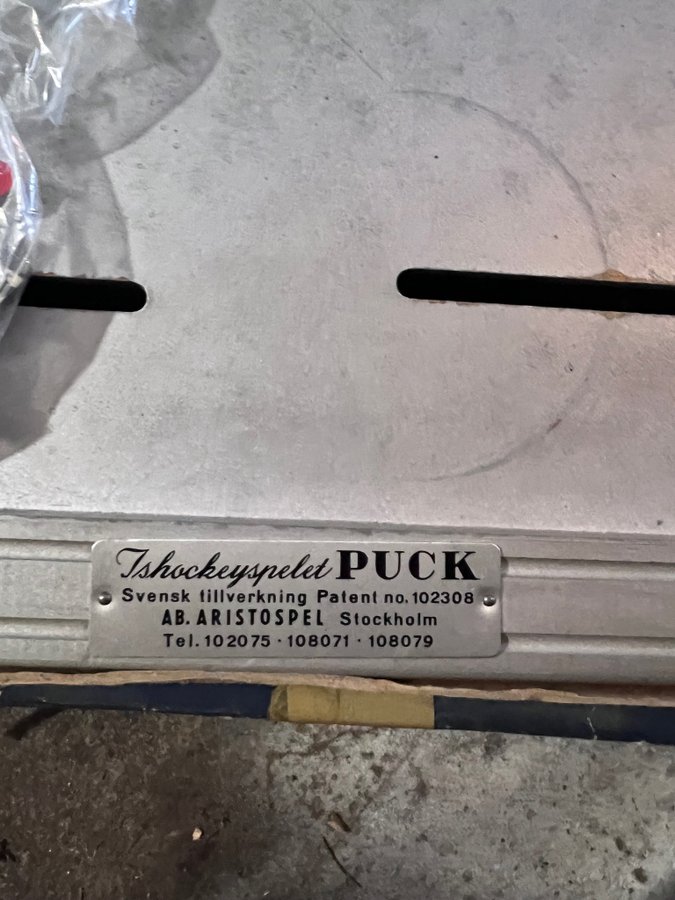 Ishockeyspelet PUCK
Svensk tillverkning Patent no. 102308
AB. ARISTOSPEL Stockholm
Tel. 102075 · 108071 · 108079